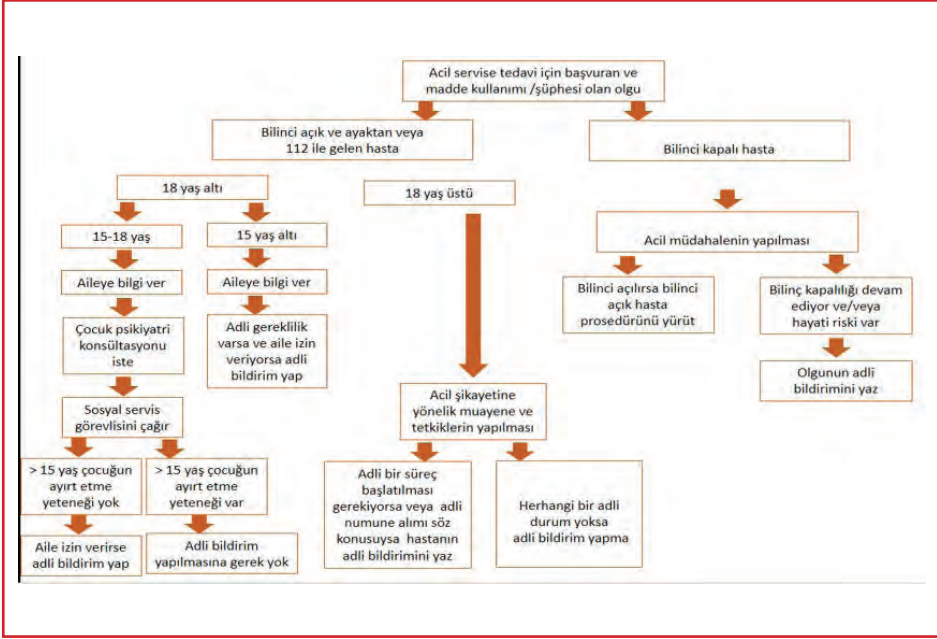 Acil servise tedavi için başvuran ve
madde kullanımı /şüphesi olan olgu
Bilinci açık ve ayaktan veya
112 ile gelen hasta
Bilinci kapalı hasta
18 yaş altı
18 yaş üstü
15-18 yaş
15 yaş altı
Acil müdahalenin yapılması
Aileye bilgi ver
Aileye bilgi ver
Bilinci açılırsa bilinci
açık hasta
prosedürünü yürüt
Bilinç kapalılığı devam
ediyor ve/veya
hayati riski var
Çocuk psikiyatri
konsültasyonu
iste
Adli gereklilik
varsa ve aile izin
veriyorsa adli
bildirim yap
Olgunun adli
bildirimini yaz
Sosyal servis
görevlisini çağır
Acil şikayetine
yönelik muayene ve
tetkiklerin yapılması
> 15 yaş çocuğun
ayırt etme
yeteneği yok
> 15 yaş çocuğun
ayırt etme
yeteneği var
Adli bir süreç
başlatılması
gerekiyorsa veya adli
numune alımı söz
konusuysa hastanın
adli bildirimini yaz
Herhangi bir adli
durum yoksa
adli bildirim yapma
Aile izin verirse
adli bildirim yap
Adli bildirim
yapılmasına gerek yok